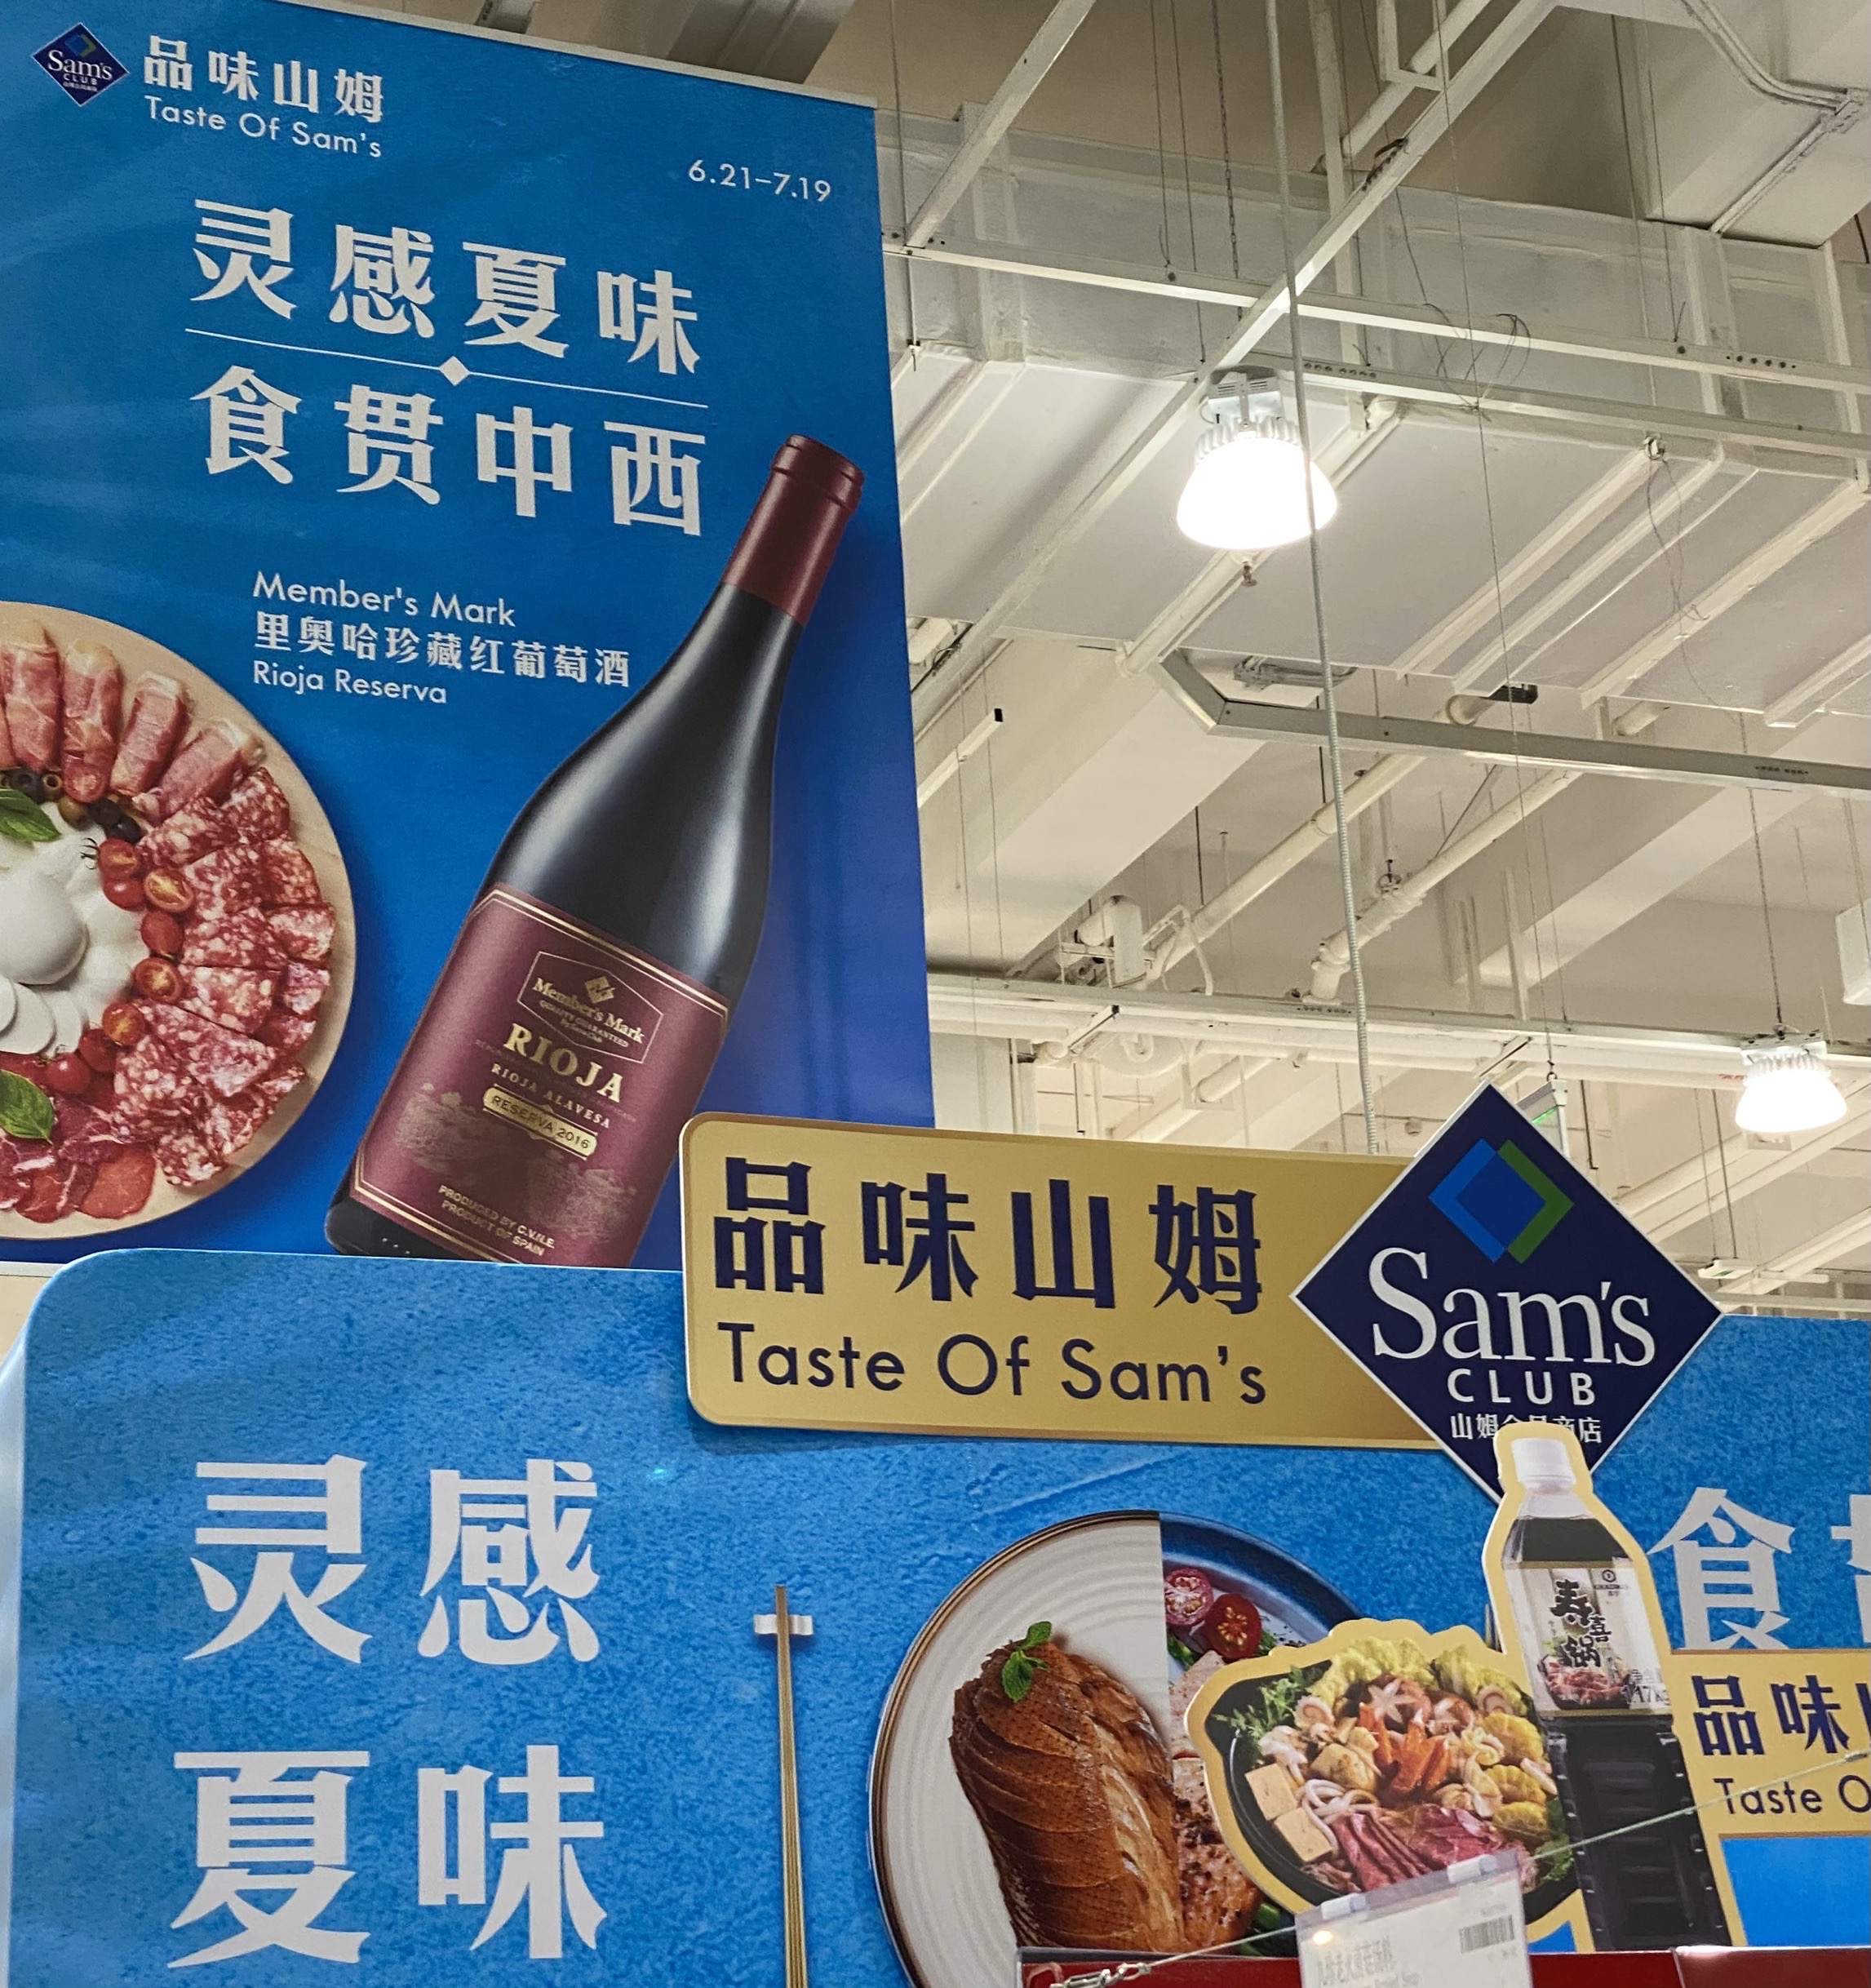 Sam's
CLUB
品味山姆
Taste Of Sam's
6.21–7.19
灵感夏味
食贯中西
Member's Mark
里奥哈珍藏红葡萄酒
Rioja Reserva
Member's Mark
QUALITY GUARANTEED
RIOJA
RIOJA ALAVESA
RESERVA 2016
PRODUCED BY C.V.N.E.
PRODUCT OF SPAIN
品味山姆
Taste Of Sam's
Sam's
CLUB
山姆 店
灵感
夏味
食
寿喜锅
品味
Taste O